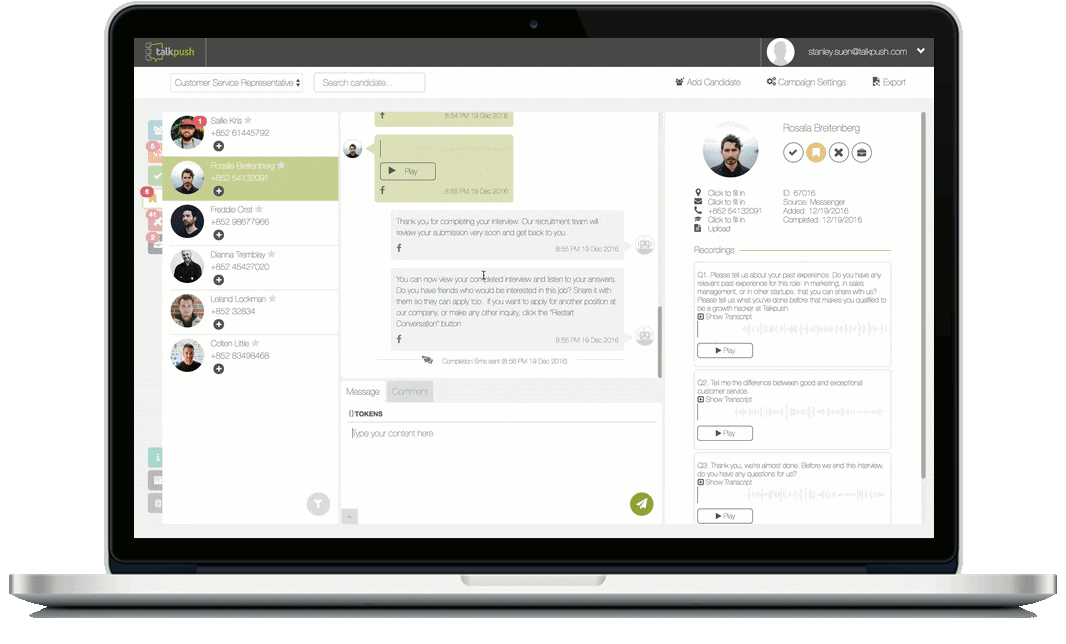 talkpush
stanley.suen@talkpush.com
Customer Service Representative
Search candidate...
Add Candidate
Campaign Settings
Export
5
6
41
2
1
Salle Kris
+852 61445792
Rosalia Breitenberg
+852 54132091
Freddie Crist
+852 98677966
Dianna Tremblay
+852 45427020
Leland Lockman
+852 32834
Colten Little
+852 83498468
8:54 PM 19 Dec 2016
Play
8:55 PM 19 Dec 2016
Thank you for completing your interview. Our recruitment team will
review your submission very soon and get back to you.
8:55 PM 19 Dec 2016
You can now view your completed interview and listen to your answers.
Do you have friends who would be interested in this job? Share it with
them so they can apply too.. If you want to apply for another position at
our company, or make any other inquiry, click the "Restart
Conversation" button
8:55 PM 19 Dec 2016
Completion Sms sent (8:56 PM 19 Dec 2016)
Message
Comment
{} TOKENS
Type your content here
Rosalia Breitenberg
Click to fill in
Click to fill in
+852 54132091
Click to fill in
Upload
ID: 67016
Source: Messenger
Added: 12/19/2016
Completed: 12/19/2016
Recordings
Q1. Please tell us about your past experience. Do you have any
relevant past experience for this role: in marketing, in sales
management, or in other startups, that you can share with us?
Please tell us what you've done before that makes you qualified to
be a growth hacker at Talkpush
Show Transcript
Play
Q2. Tell me the difference between good and exceptional
customer service.
Show Transcript
Play
Q3. Thank you, we're almost done. Before we end this interview,
do you have any questions for us?
Show Transcript
Play